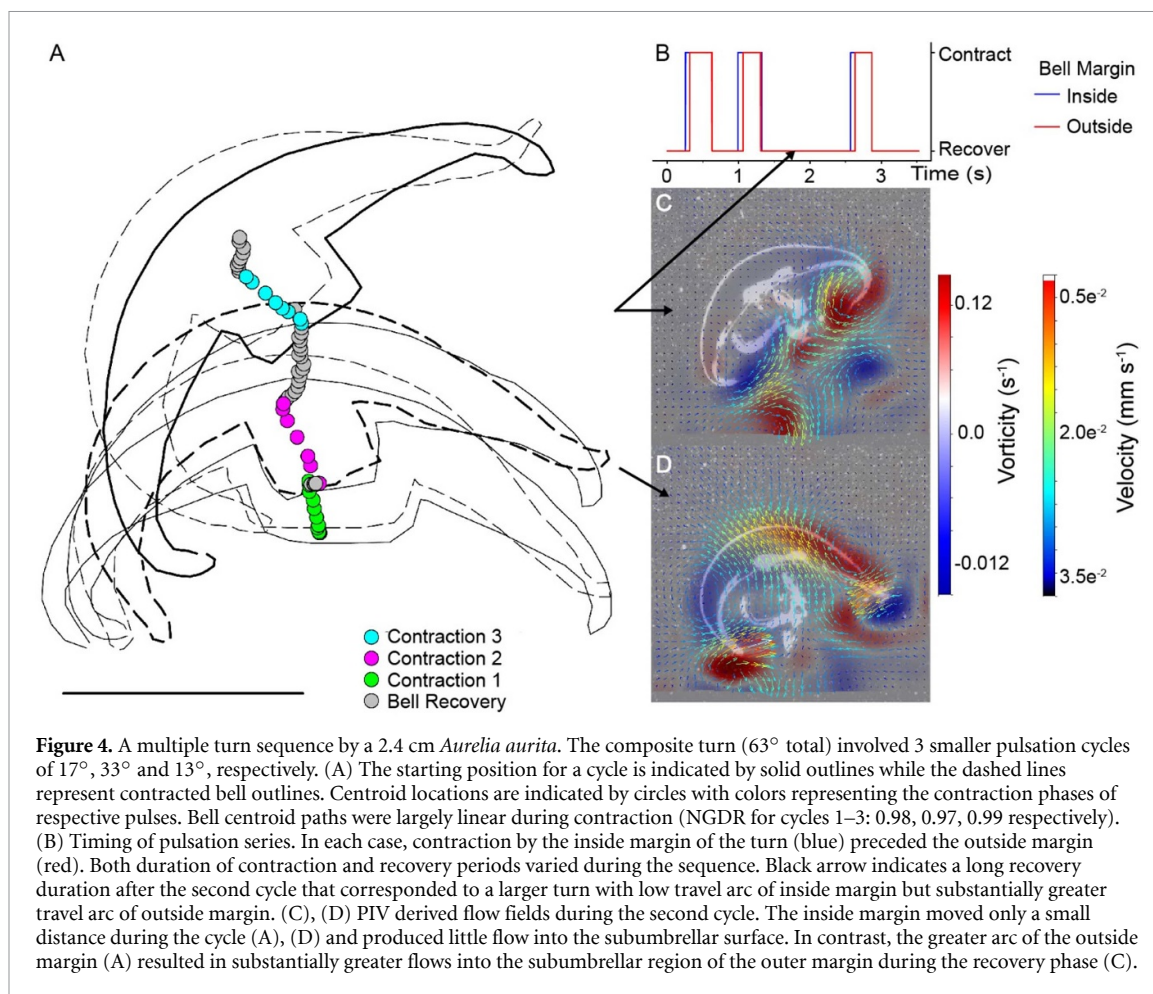 A
B
Contract
Recover
0 1 2 3 Time (s)
Bell Margin
Inside
Outside
C
D
0.12
0.0
-0.012
Vorticity (s-1)
0.5e-2
2.0e-2
3.5e-2
Velocity (mm s-1)
Contraction 3
Contraction 2
Contraction 1
Bell Recovery
Figure 4. A multiple turn sequence by a 2.4 cm Aurelia aurita. The composite turn (63° total) involved 3 smaller pulsation cycles
of 17°, 33° and 13°, respectively. (A) The starting position for a cycle is indicated by solid outlines while the dashed lines
represent contracted bell outlines. Centroid locations are indicated by circles with colors representing the contraction phases of
respective pulses. Bell centroid paths were largely linear during contraction (NGDR for cycles 1–3: 0.98, 0.97, 0.99 respectively).
(B) Timing of pulsation series. In each case, contraction by the inside margin of the turn (blue) preceded the outside margin
(red). Both duration of contraction and recovery periods varied during the sequence. Black arrow indicates a long recovery
duration after the second cycle that corresponded to a larger turn with low travel arc of inside margin but substantially greater
travel arc of outside margin. (C), (D) PIV derived flow fields during the second cycle. The inside margin moved only a small
distance during the cycle (A), (D) and produced little flow into the subumbrellar surface. In contrast, the greater arc of the outside
margin (A) resulted in substantially greater flows into the subumbrellar region of the outer margin during the recovery phase (C).